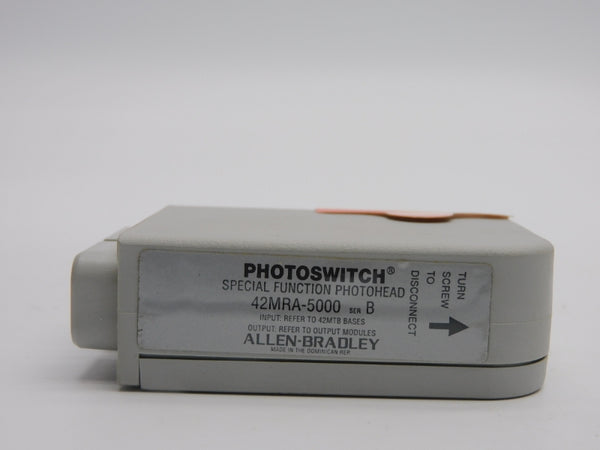 PHOTOSWITCH®
SPECIAL FUNCTION PHOTOHEAD
42MRA-5000 SER B
INPUT: REFER TO 42MTB BASES
OUTPUT: REFER TO OUTPUT MODULES
ALLEN-BRADLEY
MADE IN THE DOMINICAN REP.
TURN
SCREW
TO
DISCONNECT